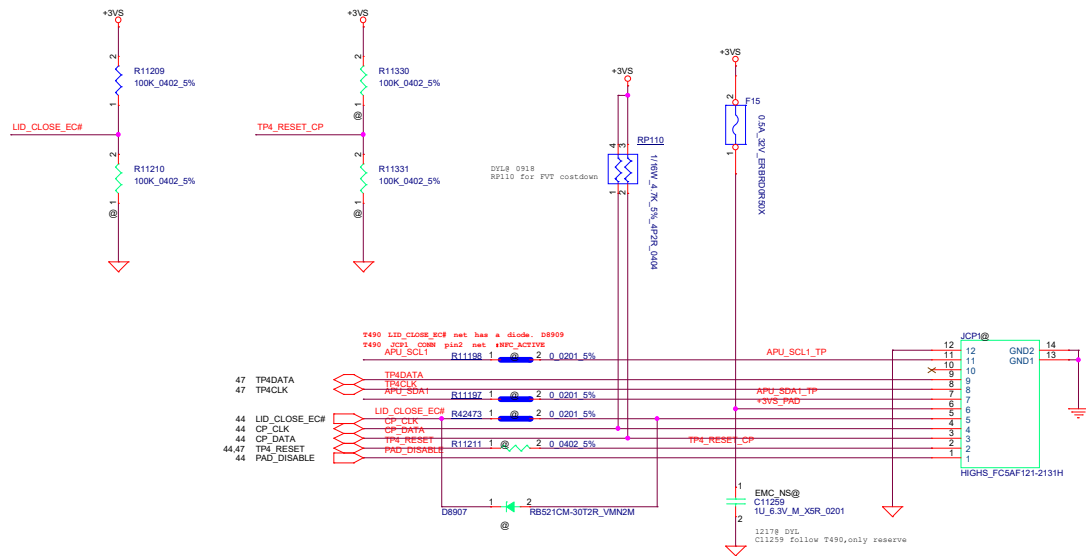 +3VS
+3VS
+3VS
+3VS
2
R11209
100K_0402_5%
1
LID_CLOSE_EC#
2
R11210
100K_0402_5%
1
@
2
R11330
100K_0402_5%
1
@
TP4_RESET_CP
2
R11331
100K_0402_5%
1
@
DYL@ 0918
RP110 for FVT costdown
RP110
4 3
1 2
1/16W_4.7K_5%_4P2R_0404
2
F15
0.5A_32V_ERBRD0R50X
1
T490 LID_CLOSE_EC# net has a diode. D8909
T490 JCP1 CONN pin2 net :NFC_ACTIVE
APU_SCL1 R11198 1 @ 2 0_0201_5% APU_SCL1_TP
47 TP4DATA TP4DATA
47 TP4CLK TP4CLK
APU_SDA1 R11197 1 @ 2 0_0201_5% APU_SDA1_TP
+3VS_PAD
44 LID_CLOSE_EC# LID_CLOSE_EC# R42473 1 @ 2 0_0201_5%
44 CP_CLK CP_CLK
44 CP_DATA CP_DATA
44,47 TP4_RESET TP4_RESET R11211 1 @ 2 0_0402_5% TP4_RESET_CP
44 PAD_DISABLE PAD_DISABLE
D8907 1 2 RB521CM-30T2R_VMN2M
@
JCP1@
12 12 GND2 14
11 11 GND1 13
10 10
9 9
8 8
7 7
6 6
5 5
4 4
3 3
2 2
1 1
HIGHS_FC5AF121-2131H
1
EMC_NS@
C11259
1U_6.3V_M_X5R_0201
2
1217@ DYL
C11259 follow T490,only reserve